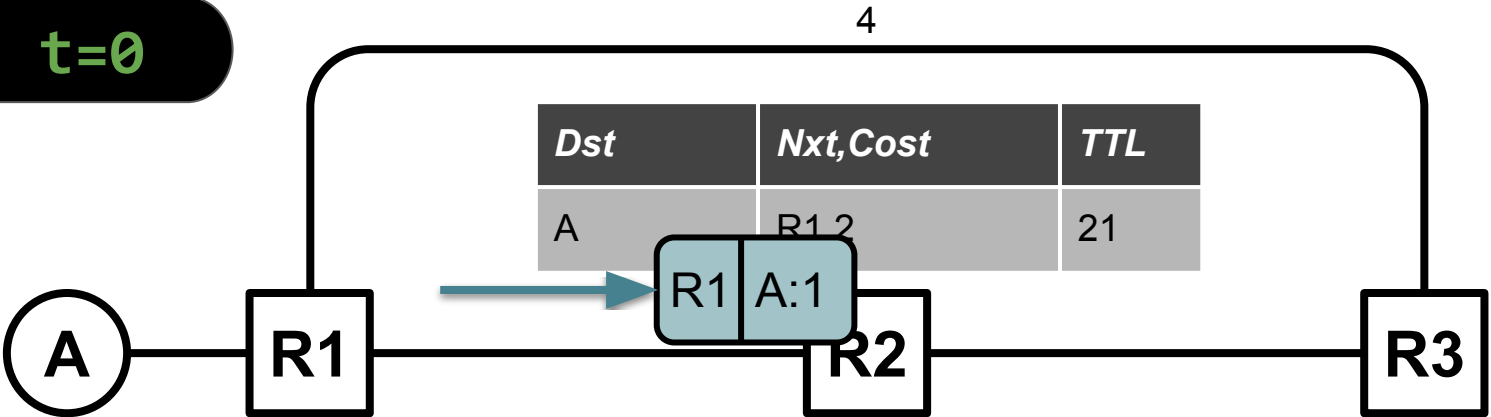 t=0
4
Dst Nxt,Cost TTL
A R1,2 21
R1 A:1
A R1 R2 R3